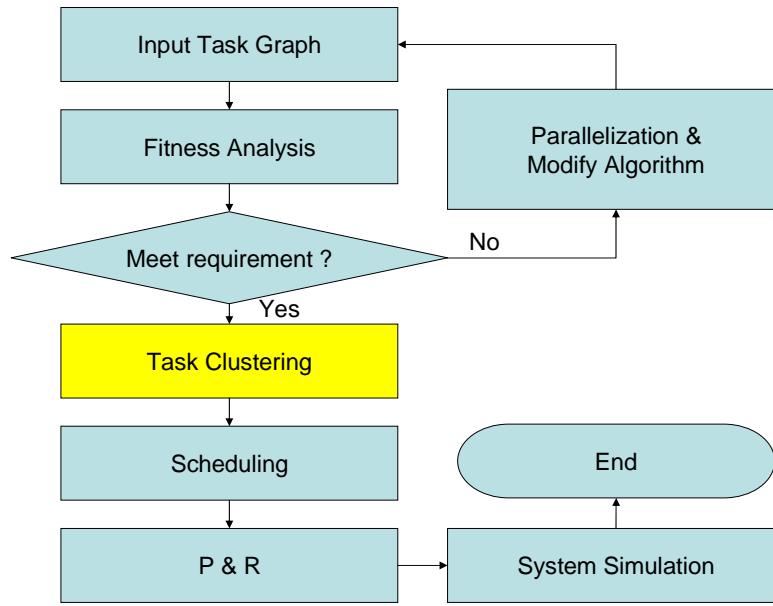 Input Task Graph
Fitness Analysis
Parallelization &
Modify Algorithm
Meet requirement ?
No
Yes
Task Clustering
Scheduling
End
P & R
System Simulation